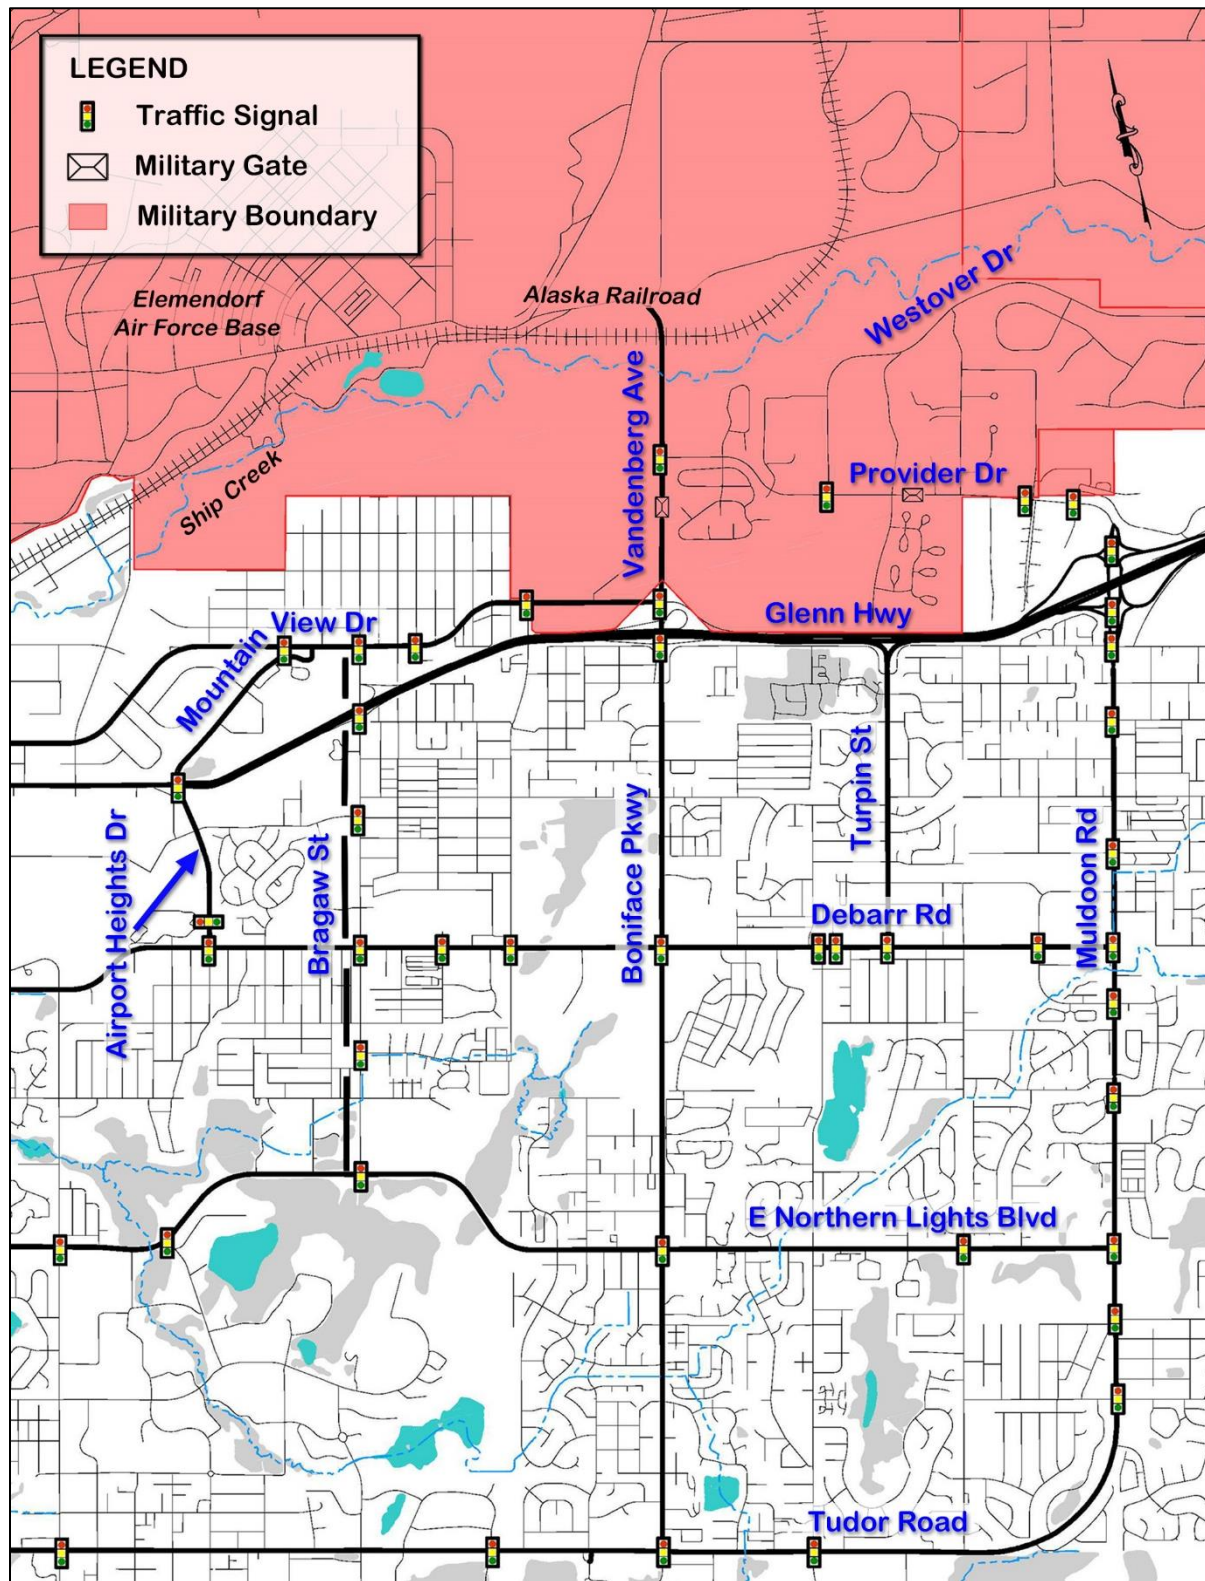 LEGEND
Traffic Signal
Military Gate
Military Boundary
Elemendorf
Air Force Base
Alaska Railroad
Westover Dr
Vandenberg Ave
Ship Creek
Provider Dr
Glenn Hwy
Mountain
View Dr
Turpin St
Airport Heights Dr
Bragaw St
Boniface Pkwy
Debarr Rd
Muldoon Rd
E Northern Lights Blvd
Tudor Road